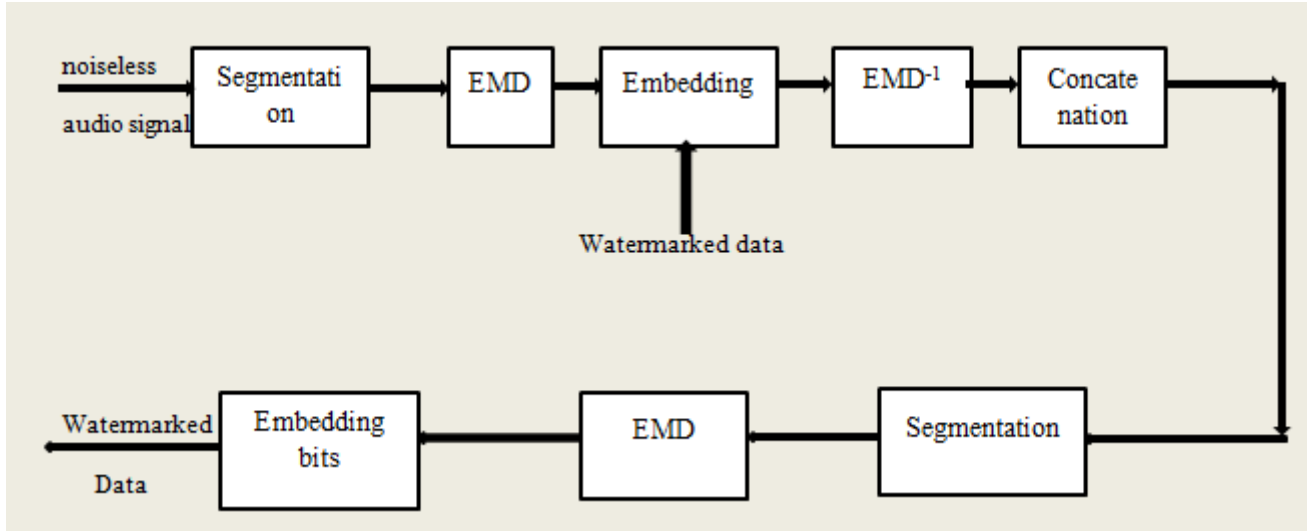 noiseless
audio signal
Segmentati
on
EMD
Embedding
EMD-1
Concate
nation
Watermarked data
Watermarked
Data
Embedding
bits
EMD
Segmentation